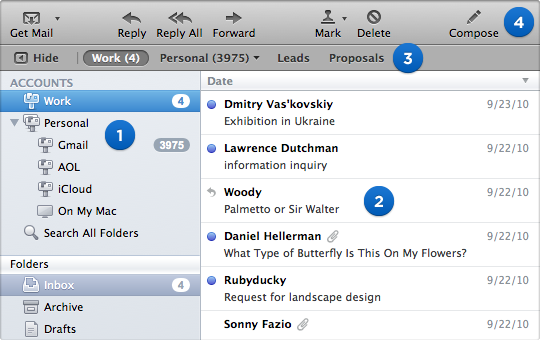 Get Mail Reply Reply All Forward Mark Delete Compose 4
Hide Work (4) Personal (3975) Leads Proposals 3
ACCOUNTS
Work 4
Personal
1
Gmail 3975
AOL
iCloud
On My Mac
Search All Folders
Folders
Inbox 4
Archive
Drafts
Date
Dmitry Vas'kovskiy 9/23/10
Exhibition in Ukraine
Lawrence Dutchman 9/22/10
information inquiry
Woody 9/22/10
Palmetto or Sir Walter
2
Daniel Hellerman 9/22/10
What Type of Butterfly Is This On My Flowers?
Rubyducky 9/22/10
Request for landscape design
Sonny Fazio 9/22/10